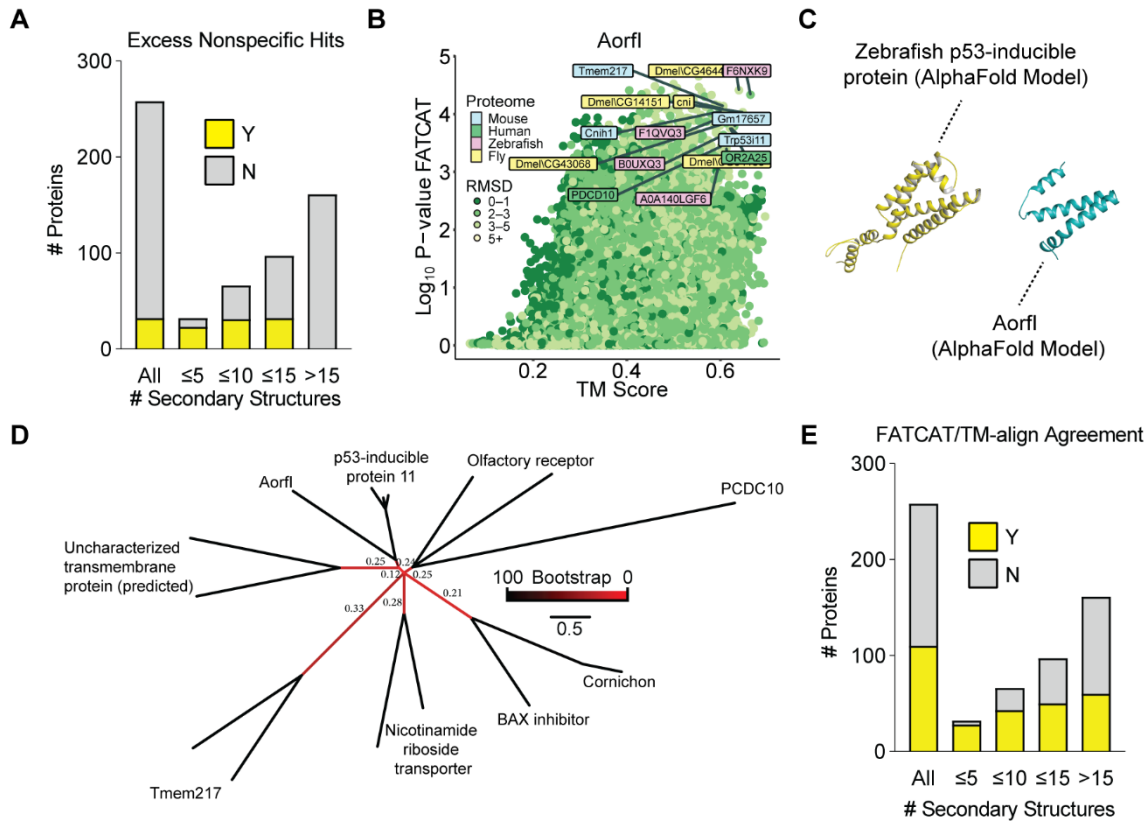 A
Excess Nonspecific Hits
300
200
100
0
# Proteins
Y
N
All ≤5 ≤10 ≤15 >15
# Secondary Structures
B
Aorfl
5
4
3
2
1
0
Log10 P-value FATCAT
Tmem217
Dmel\CG4644
F6NXK9
Dmel\CG14151
cni
Gm17657
Cnih1
F1QVQ3
Trp53i11
Dmel\CG43068
B0UXQ3
OR2A25
PDCD10
A0A140LGF6
Proteome
Mouse
Human
Zebrafish
Fly
RMSD
0–1
2–3
3–5
5+
0.2 0.4 0.6
TM Score
C
Zebrafish p53-inducible
protein (AlphaFold Model)
Aorfl
(AlphaFold Model)
D
p53-inducible
protein 11
Olfactory receptor
Aorfl
PCDC10
Uncharacterized
transmembrane
protein (predicted)
0.25
0.24
0.12
0.25
0.33
0.28
0.21
100 Bootstrap 0
0.5
Cornichon
BAX inhibitor
Nicotinamide
riboside
transporter
Tmem217
E
FATCAT/TM-align Agreement
300
200
100
0
# Proteins
Y
N
All ≤5 ≤10 ≤15 >15
# Secondary Structures